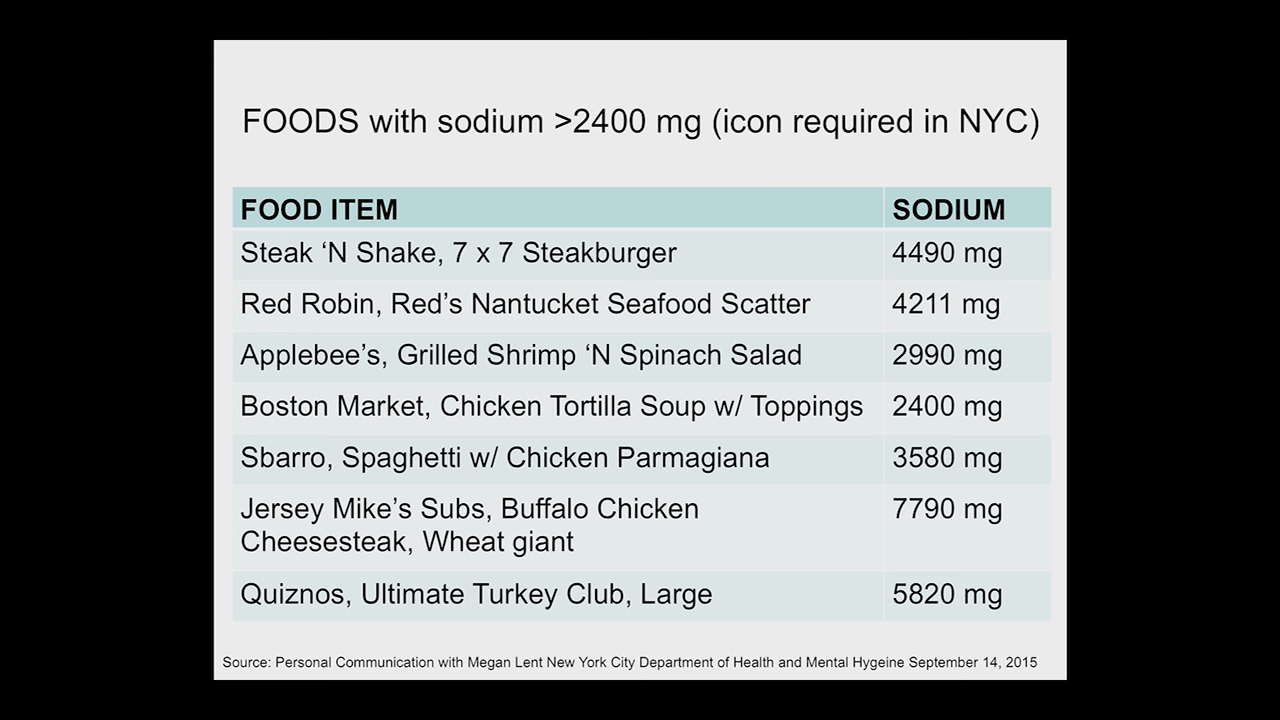 FOODS with sodium >2400 mg (icon required in NYC)
FOOD ITEM SODIUM
Steak ‘N Shake, 7 x 7 Steakburger 4490 mg
Red Robin, Red’s Nantucket Seafood Scatter 4211 mg
Applebee’s, Grilled Shrimp ‘N Spinach Salad 2990 mg
Boston Market, Chicken Tortilla Soup w/ Toppings 2400 mg
Sbarro, Spaghetti w/ Chicken Parmagiana 3580 mg
Jersey Mike’s Subs, Buffalo Chicken 7790 mg
Cheesesteak, Wheat giant
Quiznos, Ultimate Turkey Club, Large 5820 mg
Source: Personal Communication with Megan Lent New York City Department of Health and Mental Hygeine September 14, 2015